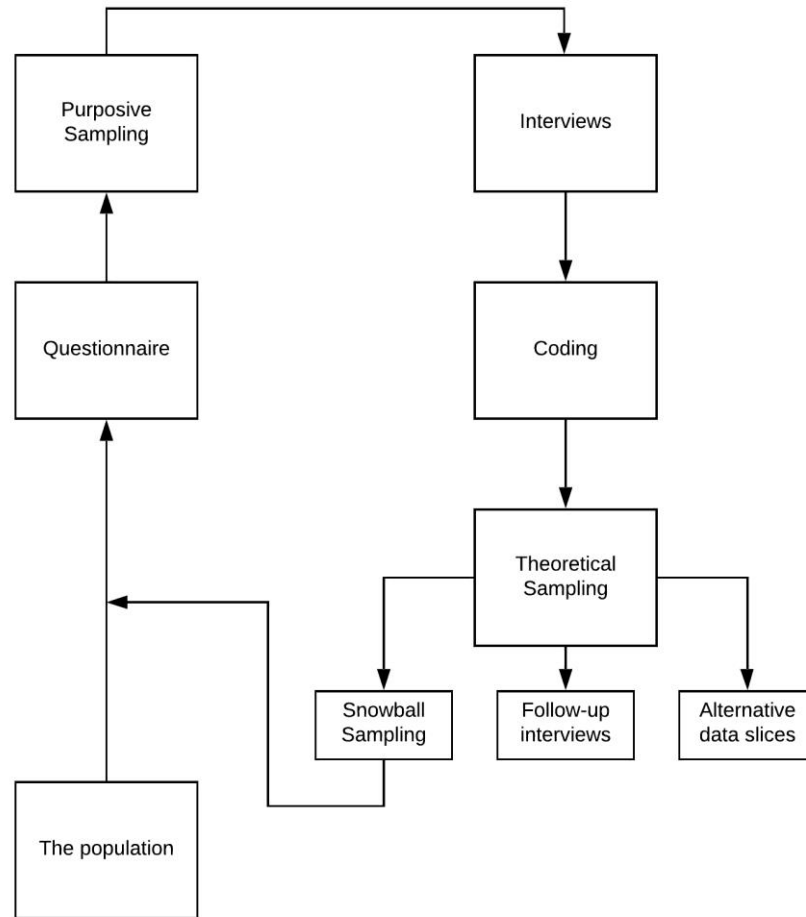 Purposive
Sampling
Interviews
Questionnaire
Coding
Theoretical
Sampling
Snowball
Sampling
Follow-up
interviews
Alternative
data slices
The population